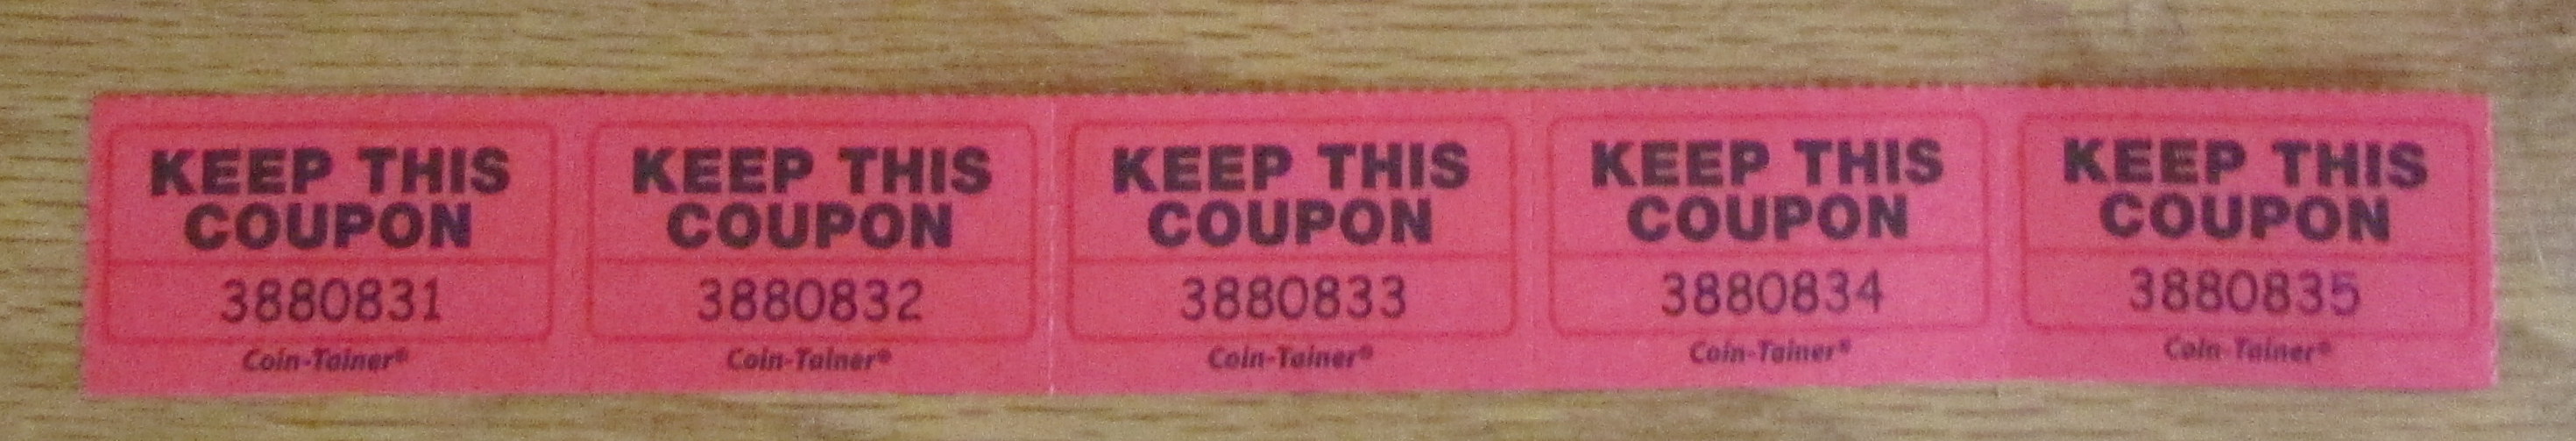 KEEP THIS
COUPON
3880831
Coin-Tainer®
KEEP THIS
COUPON
3880832
Coin-Tainer®
KEEP THIS
COUPON
3880833
Coin-Tainer®
KEEP THIS
COUPON
3880834
Coin-Tainer®
KEEP THIS
COUPON
3880835
Coin-Tainer®